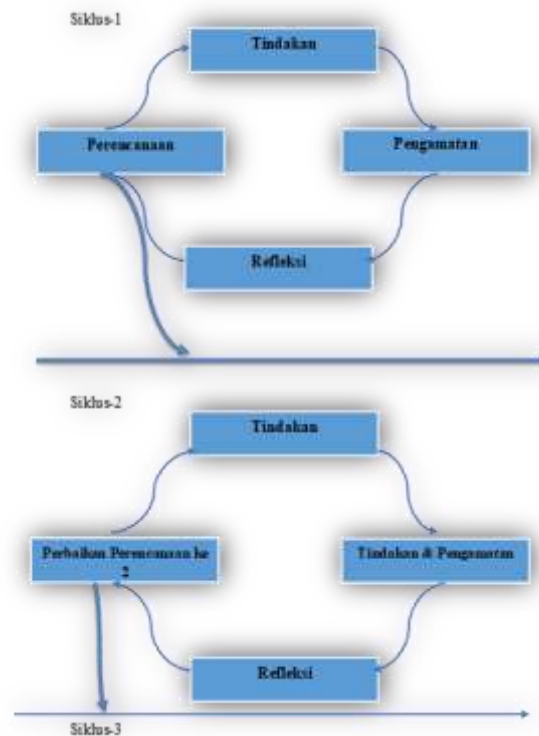 Siklus-1
Tindakan
Perencanaan
Pengamatan
Refleksi
Siklus-2
Tindakan
Perbaikan Perencanaan ke
2
Tindakan & Pengamatan
Refleksi
Siklus-3